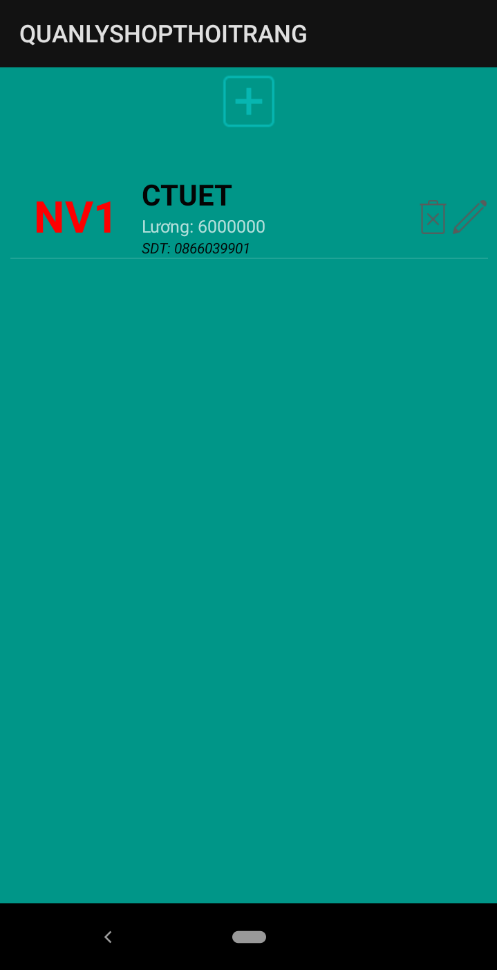 QUANLYSHOPTHOITRANG
NV1
CTUET
Lương: 6000000
SDT: 0866039901